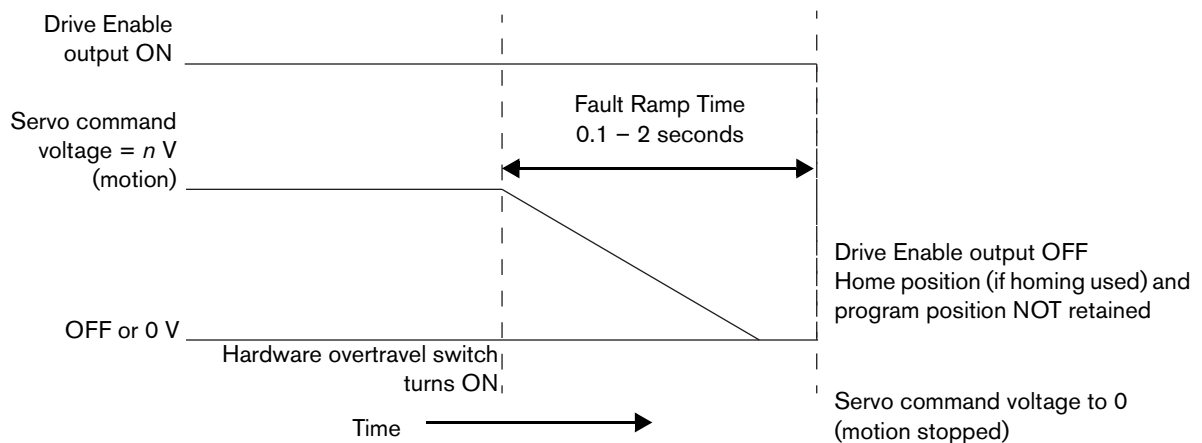 Drive Enable
output ON
Fault Ramp Time
0.1 – 2 seconds
Servo command
voltage = n V
(motion)
Drive Enable output OFF
Home position (if homing used) and
program position NOT retained
OFF or 0 V
Hardware overtravel switch
turns ON
Time
Servo command voltage to 0
(motion stopped)